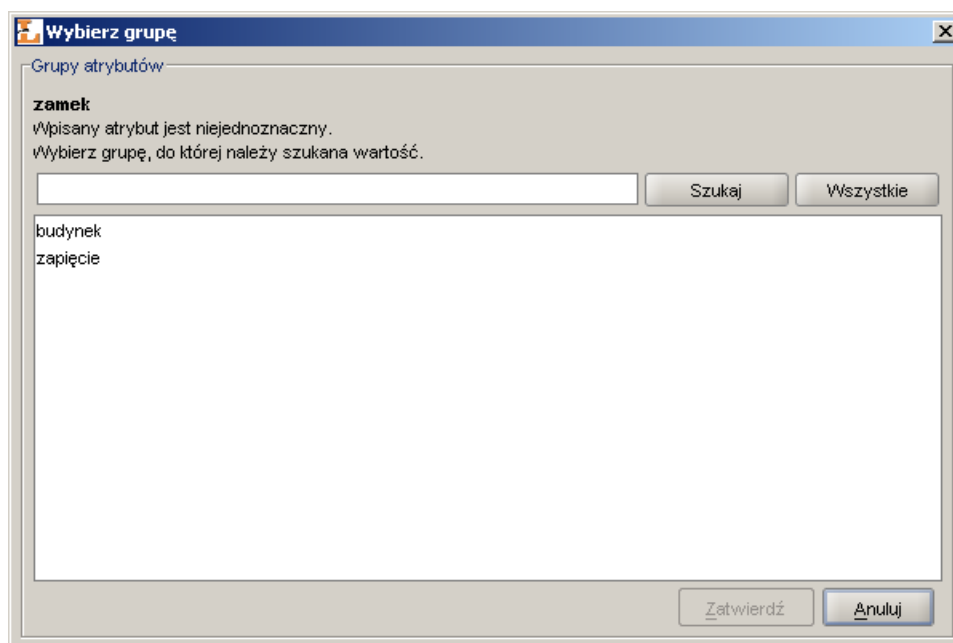 Wybierz grupę
Grupy atrybutów
zamek
Wpisany atrybut jest niejednoznaczny.
Wybierz grupę, do której należy szukana wartość.
Szukaj Wszystkie
budynek
zapięcie
Zatwierdź Anuluj